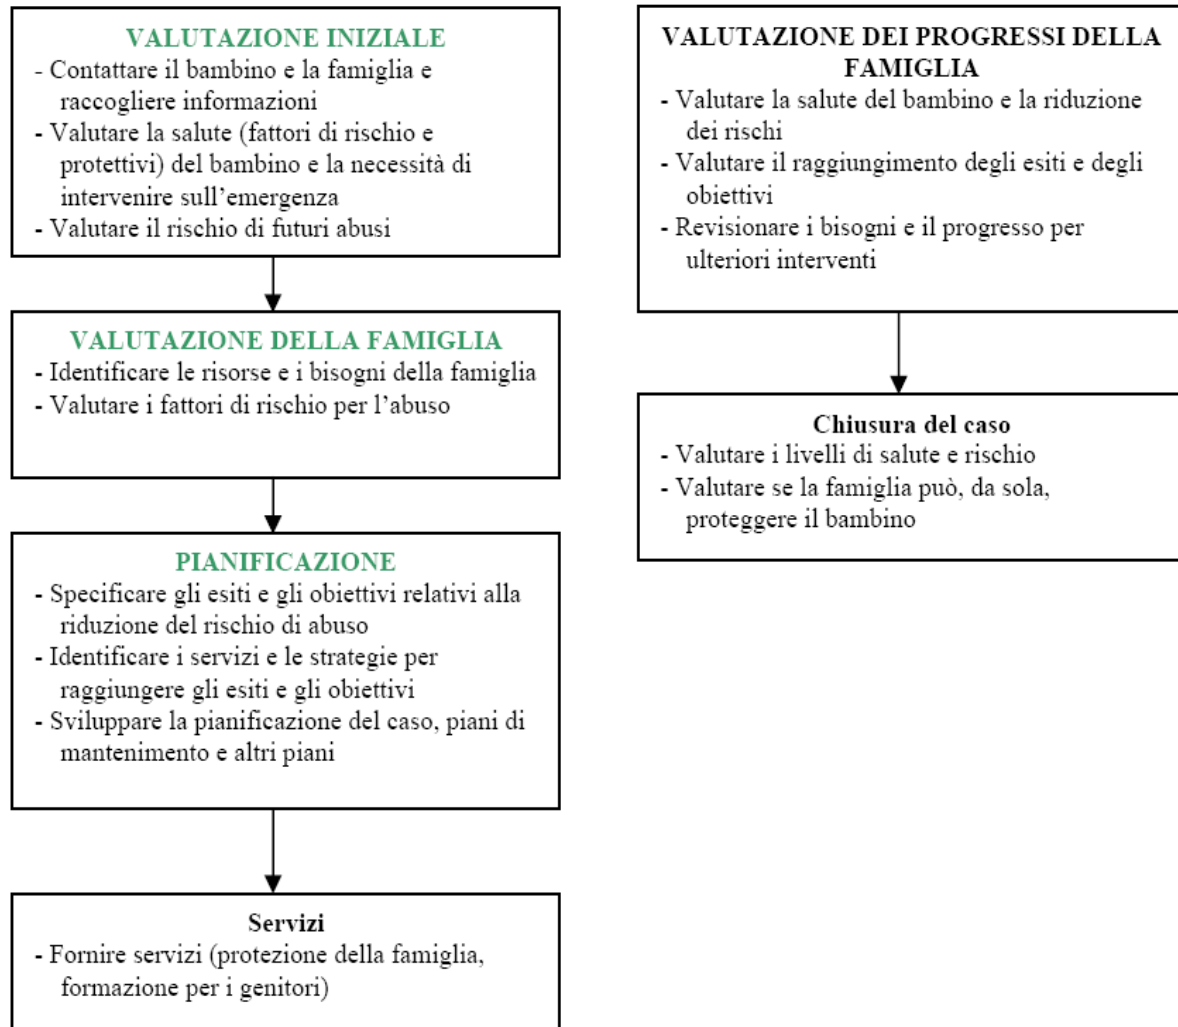 VALUTAZIONE INIZIALE
- Contattare il bambino e la famiglia e
raccogliere informazioni
- Valutare la salute (fattori di rischio e
protettivi) del bambino e la necessità di
intervenire sull’emergenza
- Valutare il rischio di futuri abusi
VALUTAZIONE DELLA FAMIGLIA
- Identificare le risorse e i bisogni della famiglia
- Valutare i fattori di rischio per l’abuso
PIANIFICAZIONE
- Specificare gli esiti e gli obiettivi relativi alla
riduzione del rischio di abuso
- Identificare i servizi e le strategie per
raggiungere gli esiti e gli obiettivi
- Sviluppare la pianificazione del caso, piani di
mantenimento e altri piani
Servizi
- Fornire servizi (protezione della famiglia,
formazione per i genitori)
VALUTAZIONE DEI PROGRESSI DELLA
FAMIGLIA
- Valutare la salute del bambino e la riduzione
dei rischi
- Valutare il raggiungimento degli esiti e degli
obiettivi
- Revisionare i bisogni e il progresso per
ulteriori interventi
Chiusura del caso
- Valutare i livelli di salute e rischio
- Valutare se la famiglia può, da sola,
proteggere il bambino